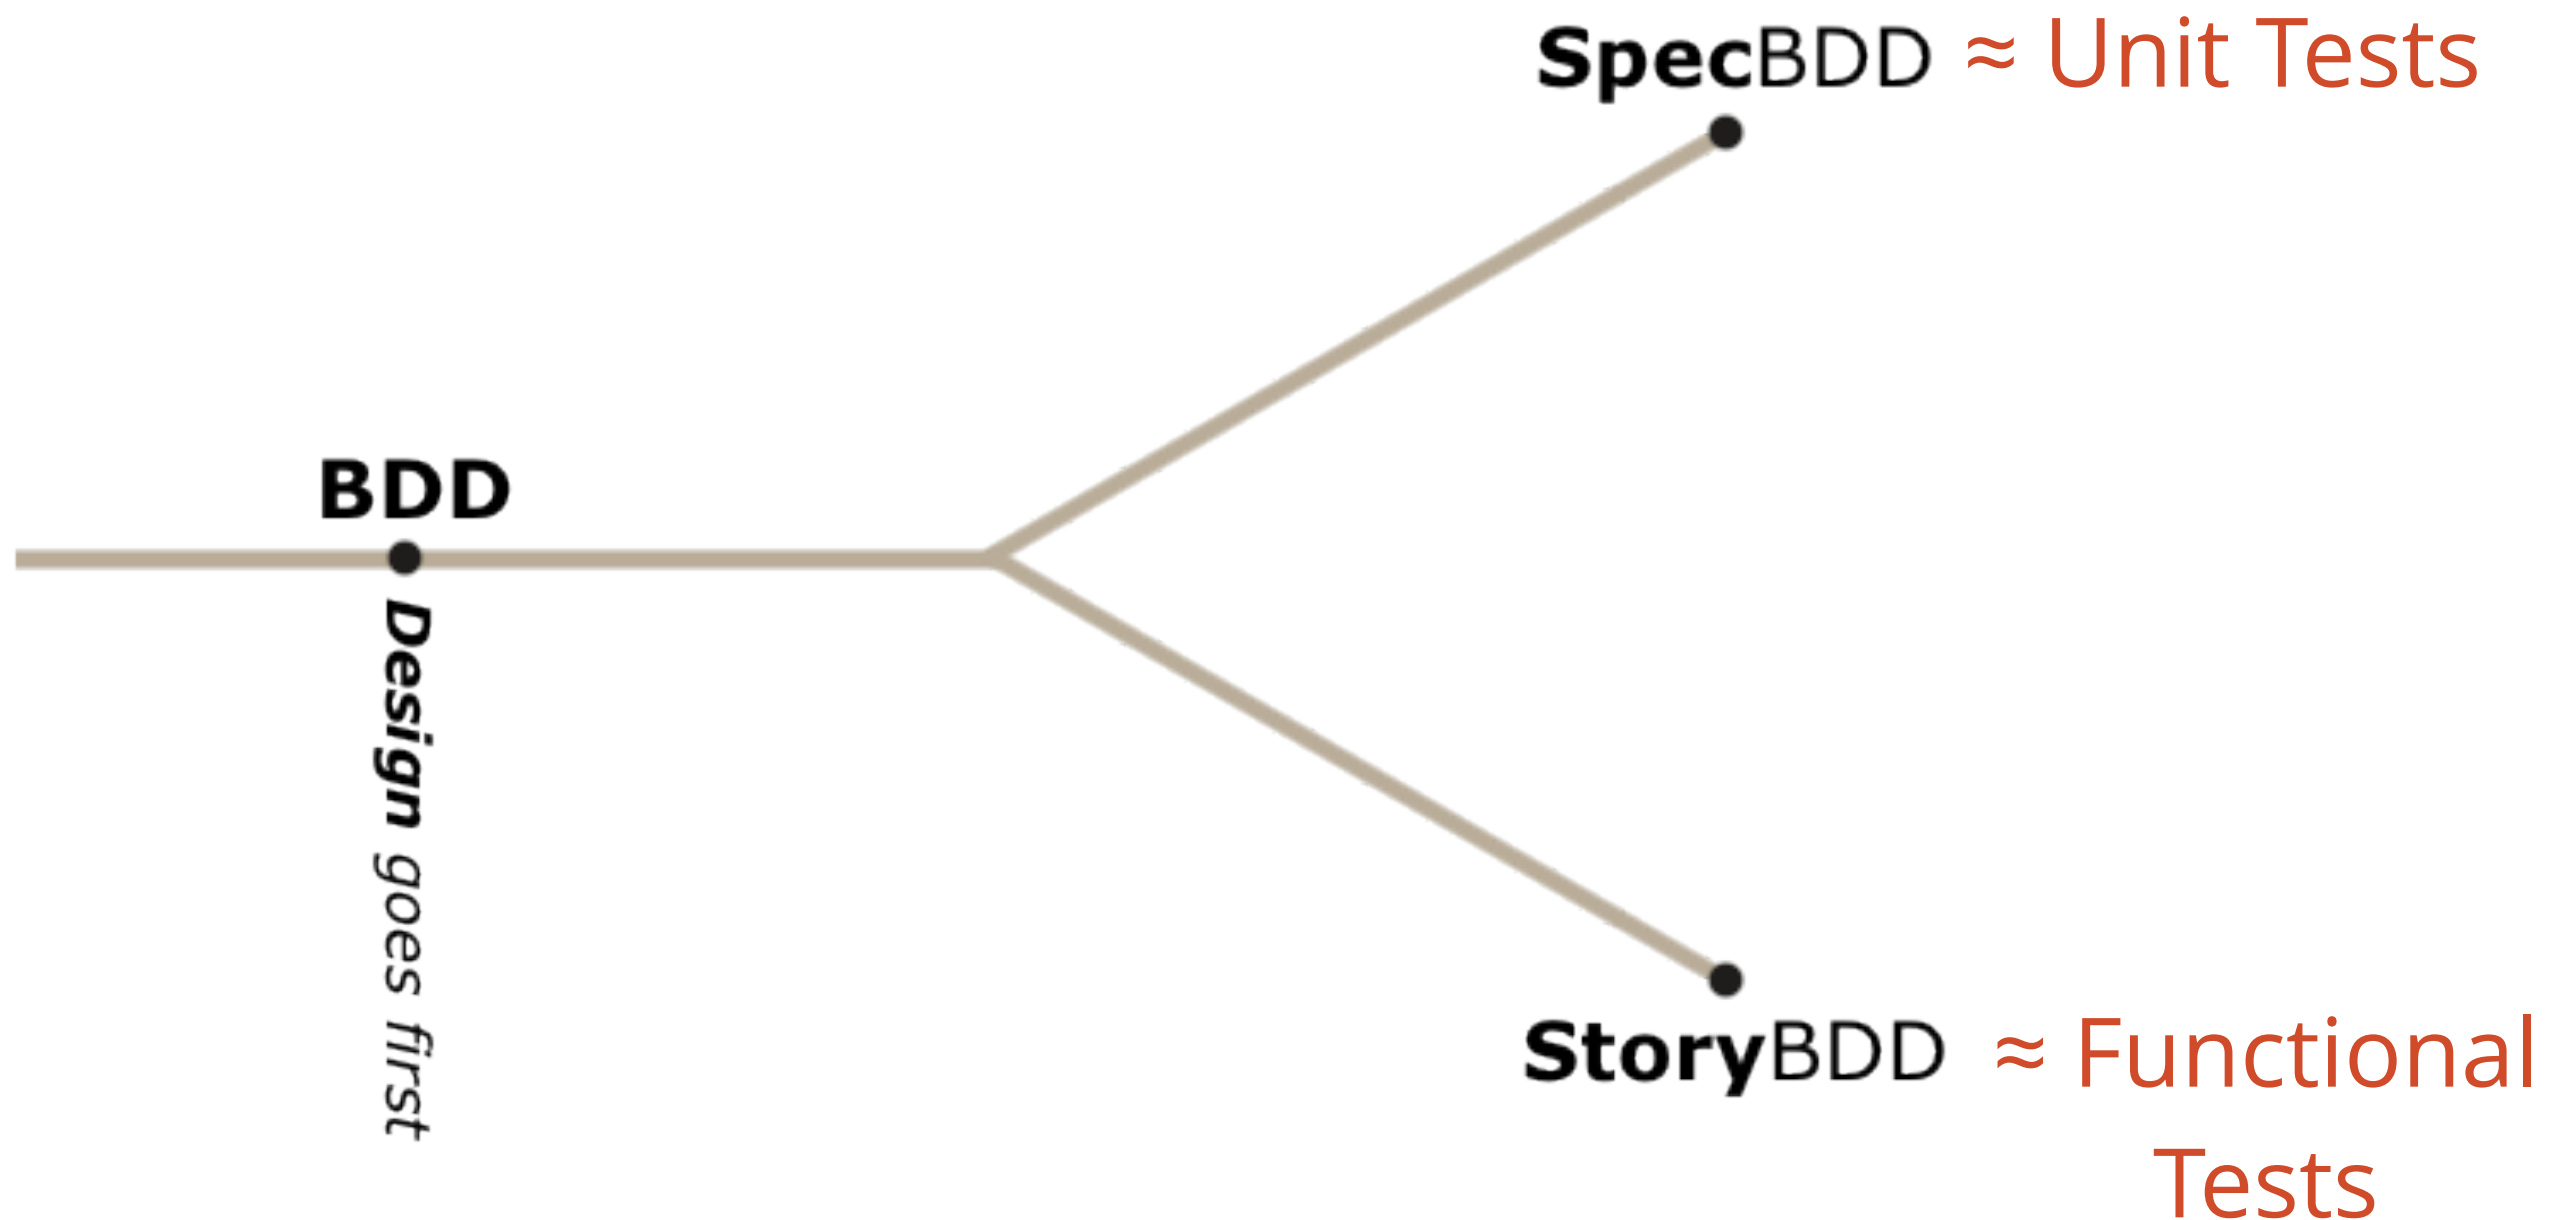 SpecBDD ≈ Unit Tests
BDD
Design goes first
StoryBDD ≈ Functional
Tests